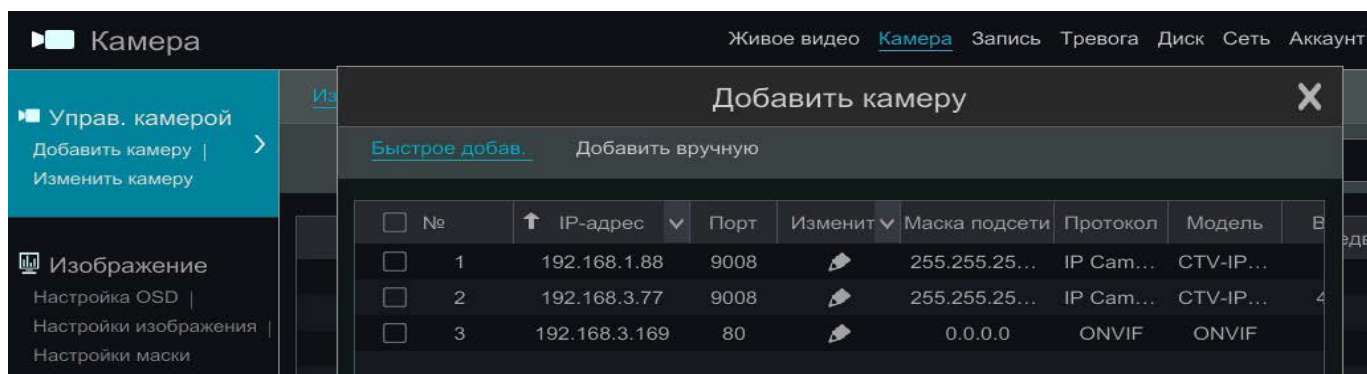 Камера
Живое видео Камера Запись Тревога Диск Сеть Аккаунт
Управ. камерой
Добавить камеру |
Изменить камеру
Изображение
Настройка OSD |
Настройки изображения |
Настройки маски
Из
Добавить камеру X
Быстрое добав. Добавить вручную
№ IP-адрес Порт Изменит Маска подсети Протокол Модель В
1 192.168.1.88 9008 255.255.25... IP Cam... CTV-IP...
2 192.168.3.77 9008 255.255.25... IP Cam... CTV-IP... 4
3 192.168.3.169 80 0.0.0.0 ONVIF ONVIF